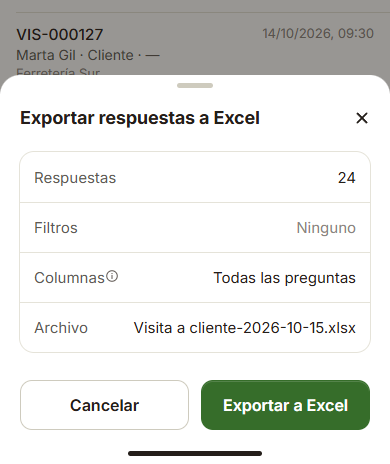 VIS-000127
14/10/2026, 09:30
Marta Gil · Cliente · —
Ferretería Sur
Exportar respuestas a Excel
Respuestas
24
Filtros
Ninguno
Columnas
Todas las preguntas
Archivo
Visita a cliente-2026-10-15.xlsx
Cancelar
Exportar a Excel